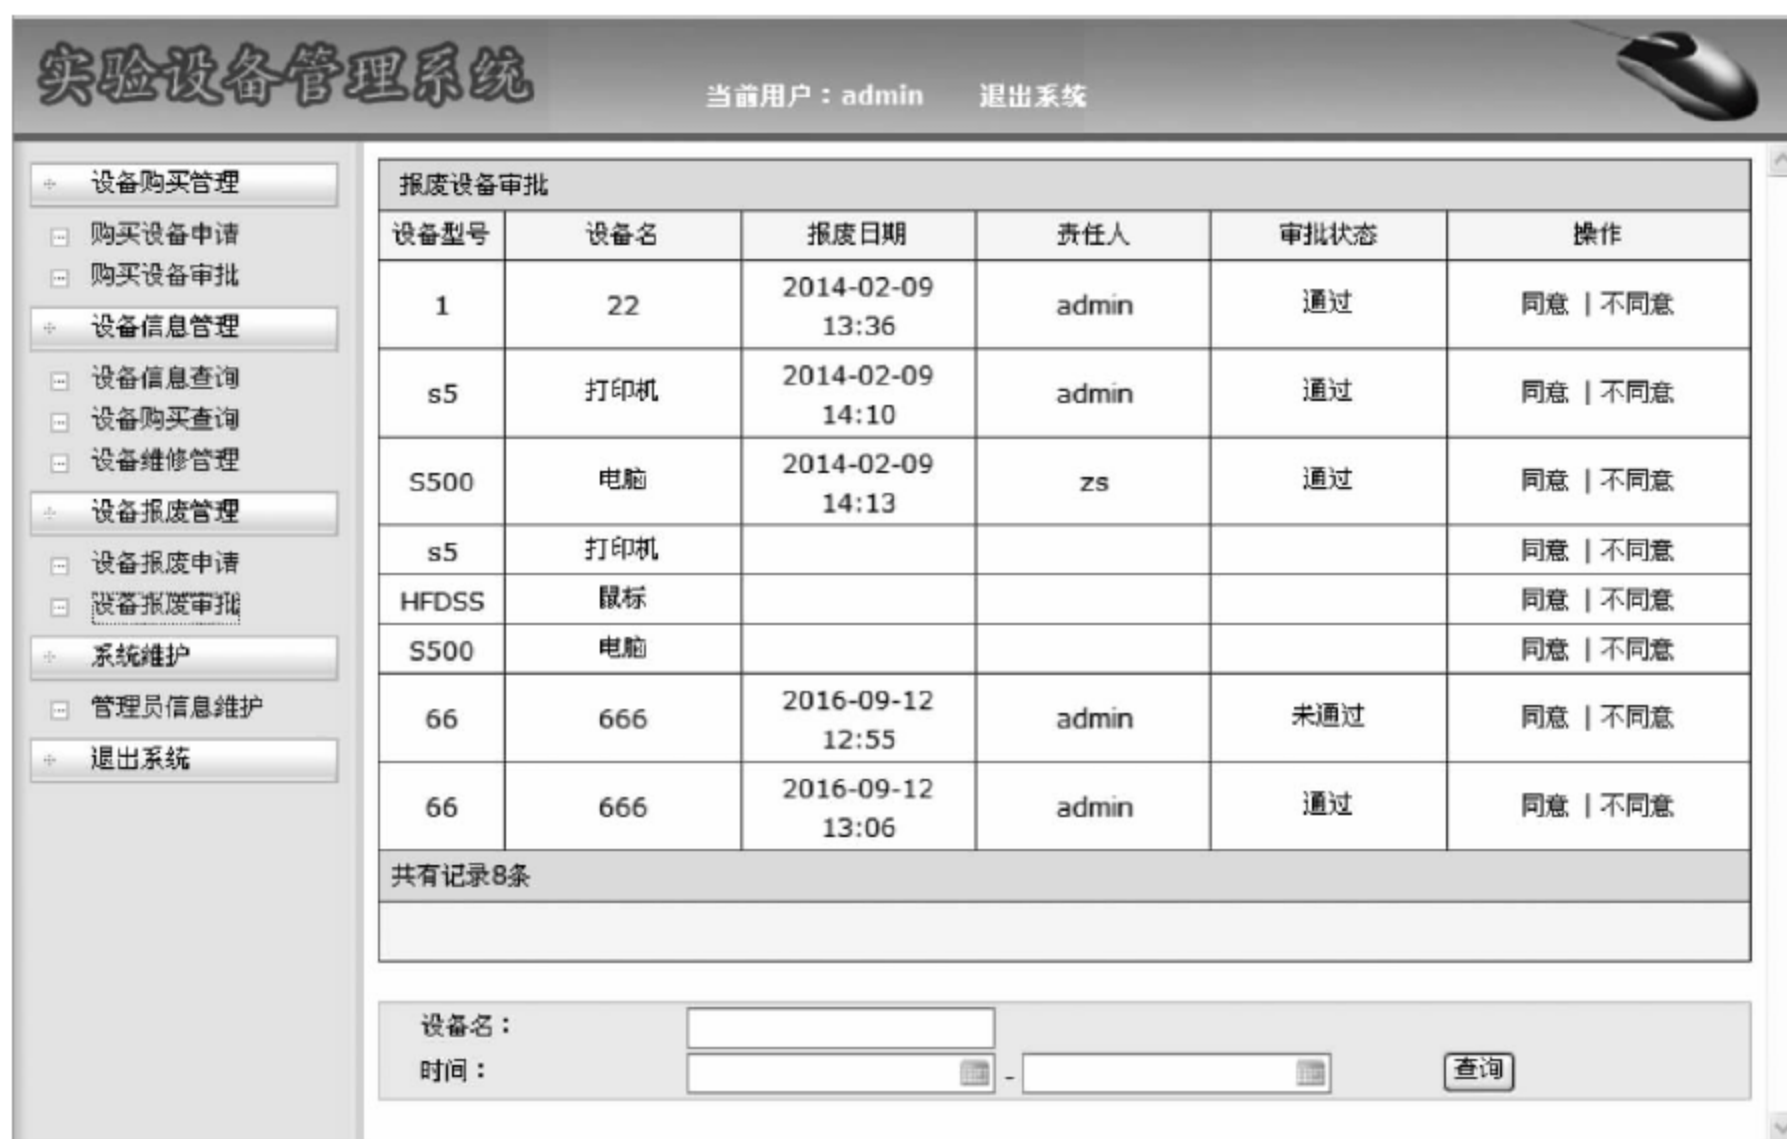 实验设备管理系统
当前用户：admin 退出系统
设备购买管理
购买设备申请
购买设备审批
设备信息管理
设备信息查询
设备购买查询
设备维修管理
设备报废管理
设备报废申请
设备报废审批
系统维护
管理员信息维护
退出系统
报废设备审批
设备型号 设备名 报废日期 责任人 审批状态 操作
1 22 2014-02-09 13:36 admin 通过 同意 | 不同意
s5 打印机 2014-02-09 14:10 admin 通过 同意 | 不同意
S500 电脑 2014-02-09 14:13 zs 通过 同意 | 不同意
s5 打印机 同意 | 不同意
HFDSS 鼠标 同意 | 不同意
S500 电脑 同意 | 不同意
66 666 2016-09-12 12:55 admin 未通过 同意 | 不同意
66 666 2016-09-12 13:06 admin 通过 同意 | 不同意
共有记录8条
设备名：
时间： - 查询